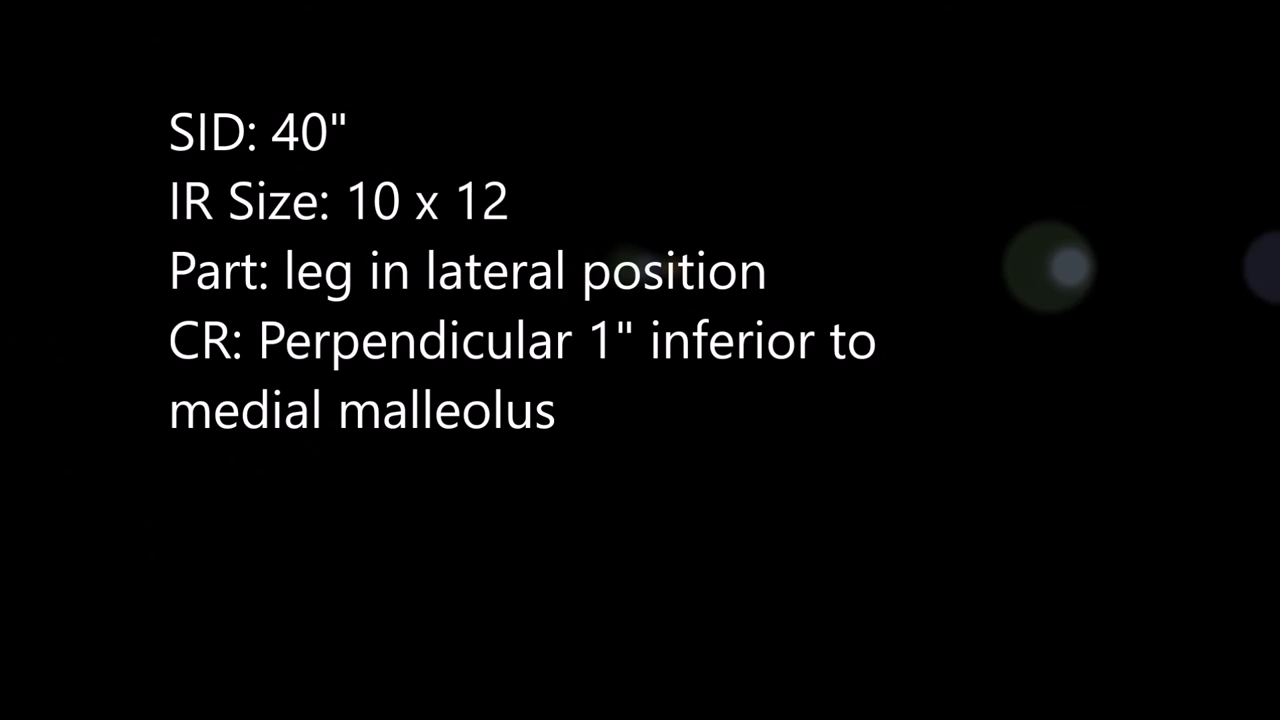 SID: 40"
IR Size: 10 x 12
Part: leg in lateral position
CR: Perpendicular 1" inferior to
medial malleolus